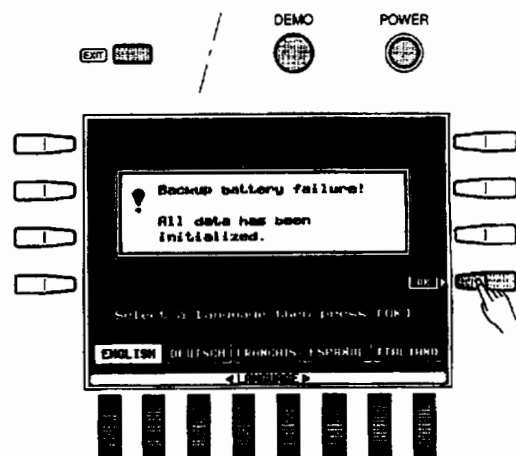 DEMO POWER
EXIT
Backup battery failure!
All data has been
initialized.
OK
Select a language then press [OK]
ENGLISH DEUTSCH FRANCAIS ESPAÑOL ITALIANO
LANGUAGE